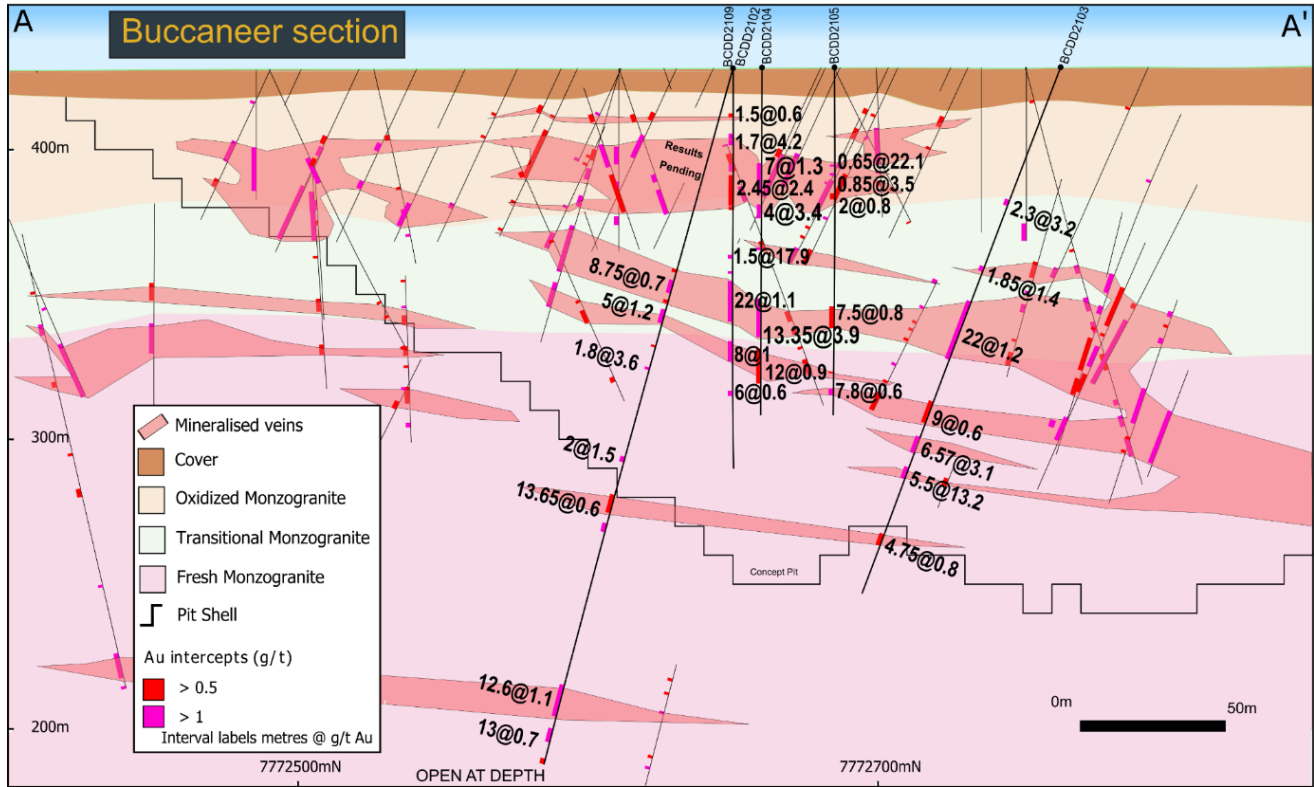 A
Buccaneer section
BCDD2109
BCDD2102
BCDD2104
BCDD2105
BCDD2103
A'
400m
300m
200m
Results
Pending
1.5@0.6
1.7@4.2
7@1.3
2.45@2.4
4@3.4
0.65@22.1
0.85@3.5
2@0.8
2.3@3.2
1.5@17.9
8.75@0.7
5@1.2
22@1.1
7.5@0.8
1.85@1.4
13.35@3.9
22@1.2
1.8@3.6
8@1
12@0.9
6@0.6
7.8@0.6
9@0.6
2@1.5
6.57@3.1
5.5@13.2
13.65@0.6
4.75@0.8
Concept Pit
12.6@1.1
13@0.7
OPEN AT DEPTH
Mineralised veins
Cover
Oxidized Monzogranite
Transitional Monzogranite
Fresh Monzogranite
Pit Shell
Au intercepts (g/t)
> 0.5
> 1
Interval labels metres @ g/t Au
0m
50m
7772500mN
7772700mN